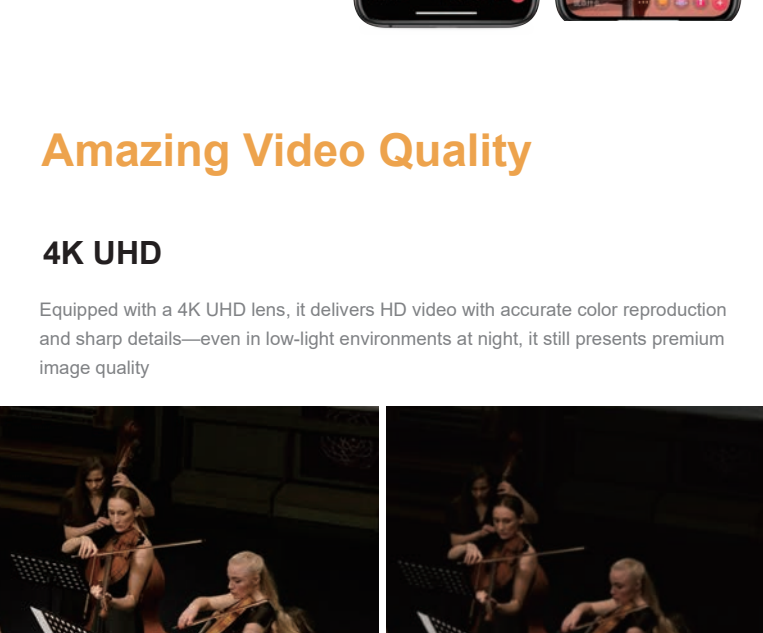 Amazing Video Quality
4K UHD
Equipped with a 4K UHD lens, it delivers HD video with accurate color reproduction
and sharp details—even in low-light environments at night, it still presents premium
image quality